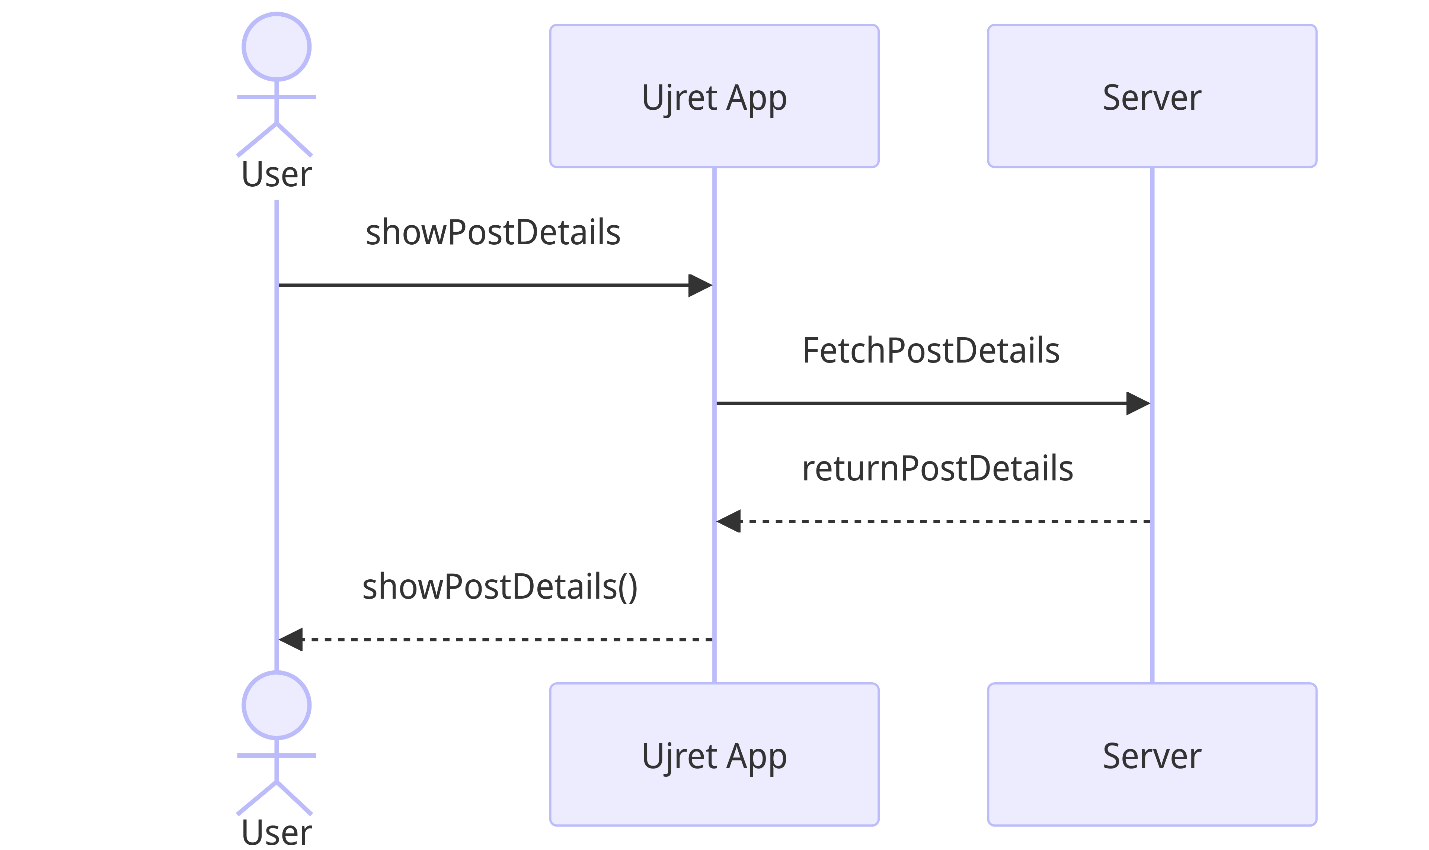 Ujret App
Server
User
showPostDetails
FetchPostDetails
returnPostDetails
showPostDetails()
Ujret App
Server
User